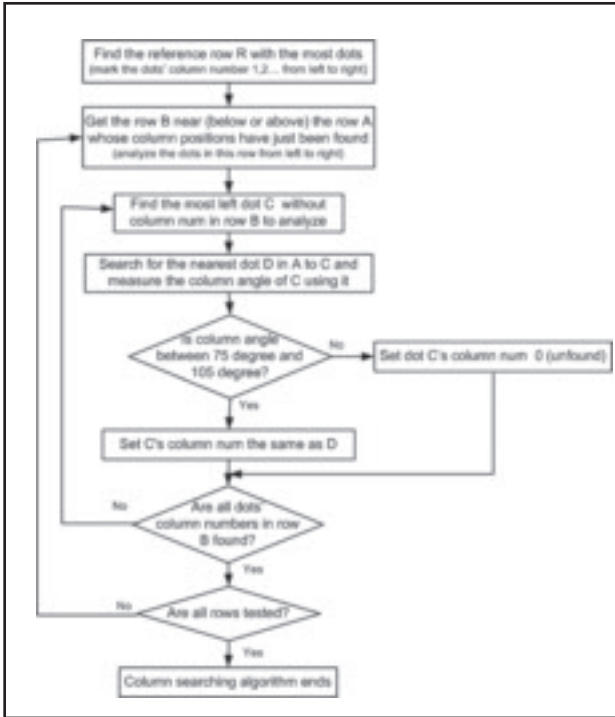 Find the reference row R with the most dots
(mark the dots' column number 1,2... from left to right)
Get the row B near (below or above) the row A
whose column positions have just been found
(analyze the dots in this row from left to right)
Find the most left dot C without
column num in row B to analyze
Search for the nearest dot D in A to C and
measure the column angle of C using it
Is column angle
between 75 degree and
105 degree?
No
Set dot C's column num 0 (unfound)
Yes
Set C's column num the same as D
Are all dots'
column numbers in row
B found?
No
Yes
Are all rows tested?
No
Yes
Column searching algorithm ends